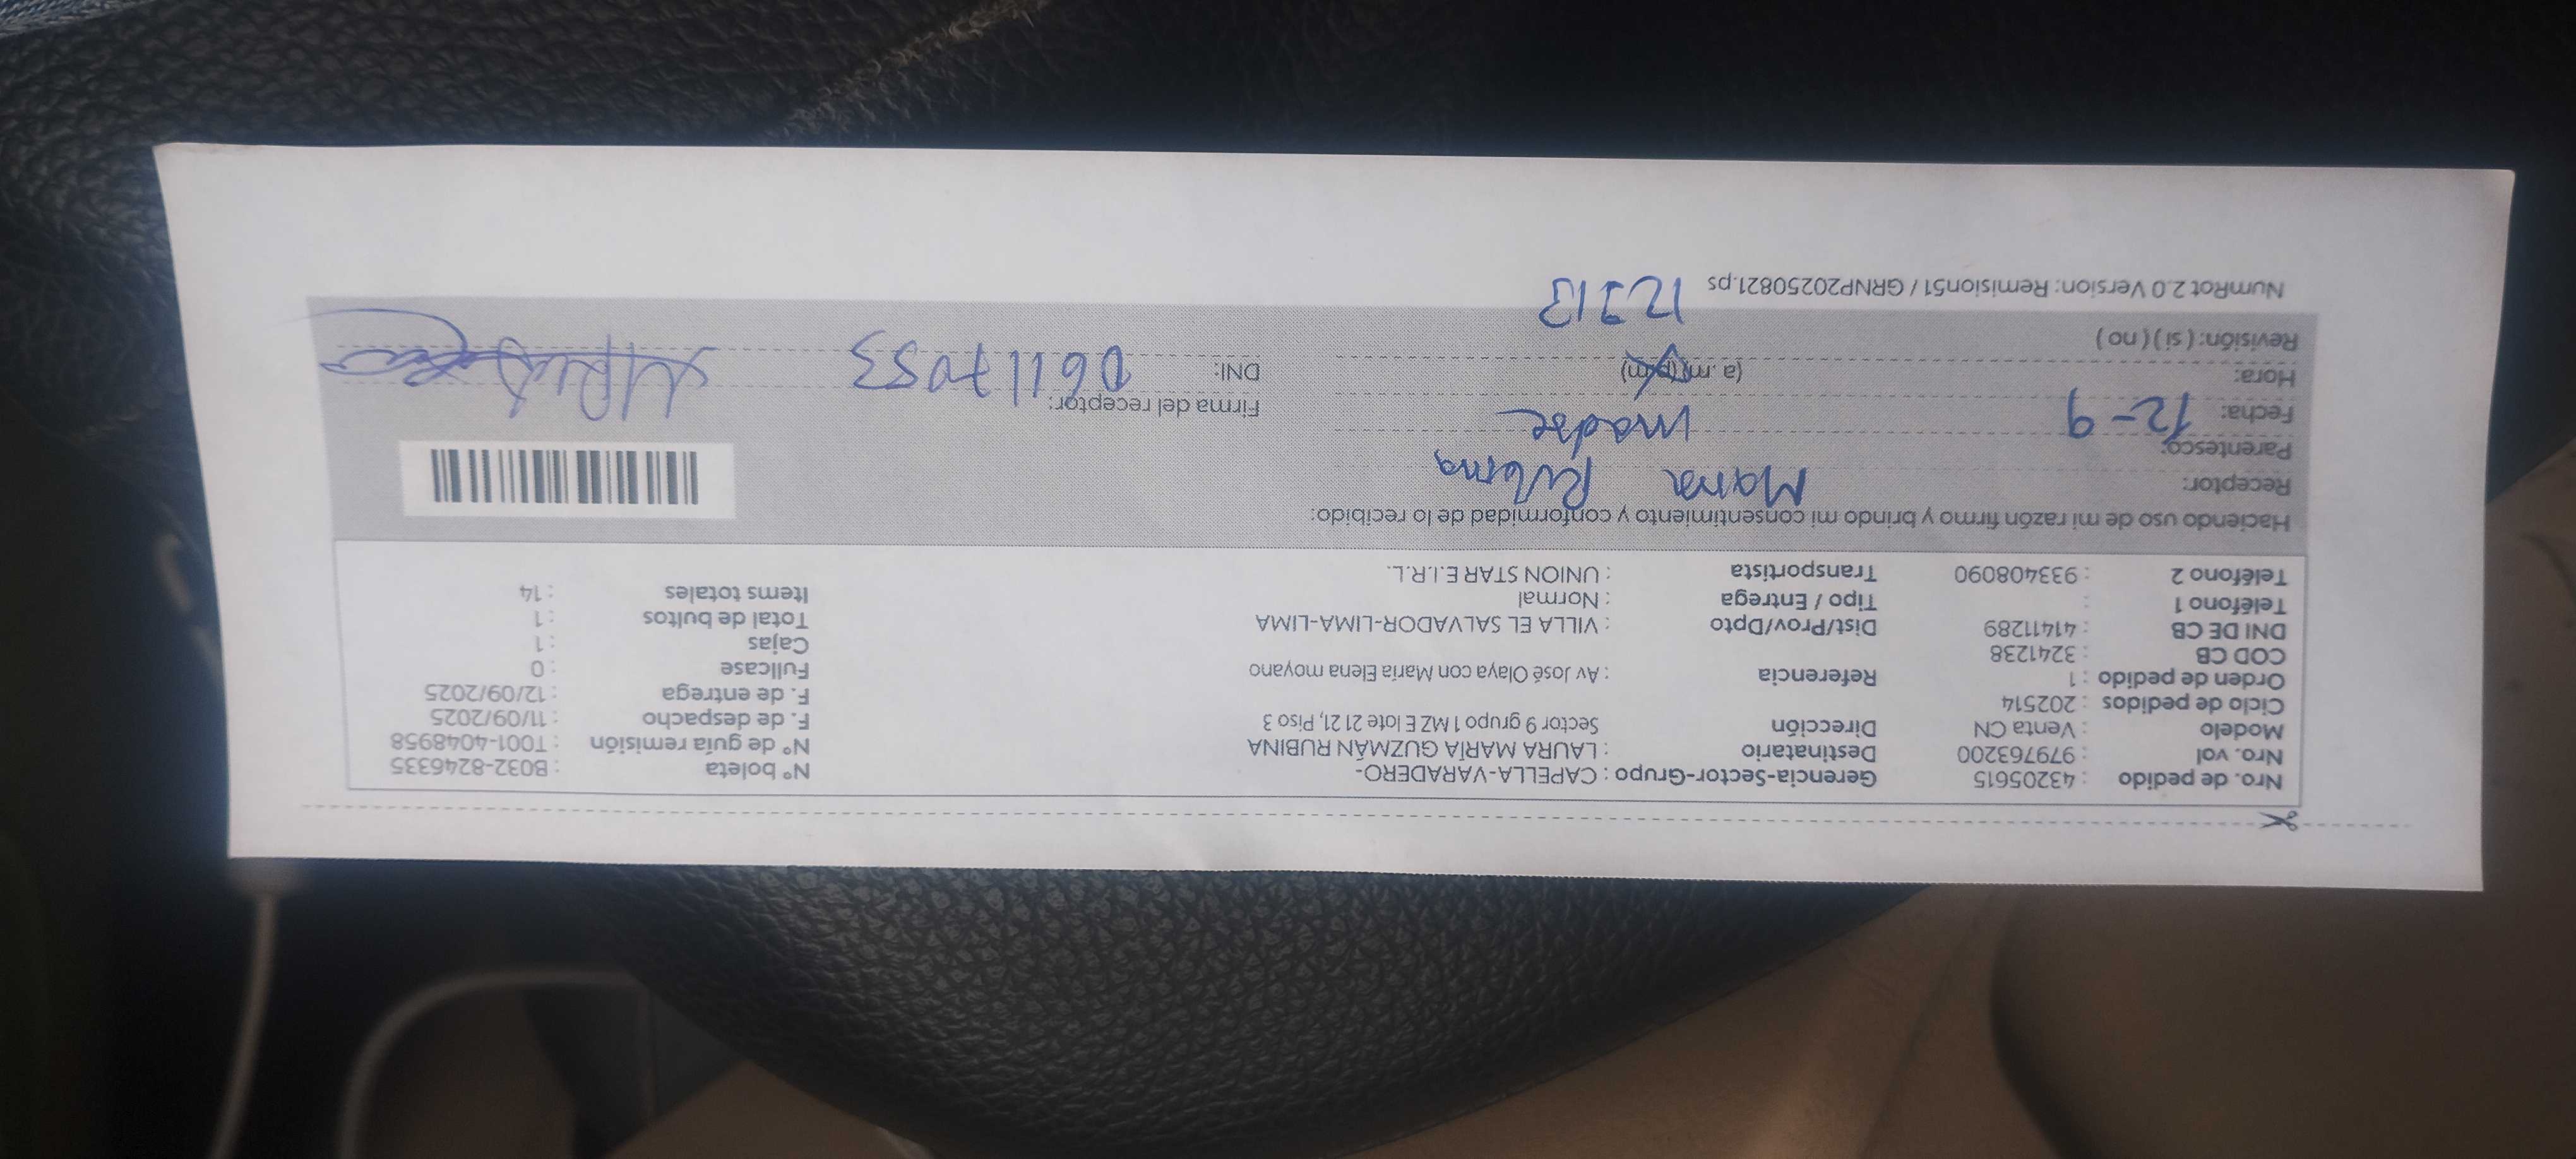 Nro. de pedido : 43205615 Gerencia-Sector-Grupo : CAPELLA-VARADERO- N° boleta : B032-8246335
Nro. vol : 979763200 Destinatario : LAURA MARÍA GUZMÁN RUBINA N° de guía remisión : T001-4048958
Modelo : Venta CN Dirección Sector 9 grupo 1 MZ E lote 21 21, Piso 3 F. de despacho : 11/09/2025
Ciclo de pedidos : 202514 F. de entrega : 12/09/2025
Orden de pedido : 1 Referencia : Av José Olaya con María Elena moyano Fullcase : 0
COD CB : 3241238 Cajas : 1
DNI DE CB : 41411289 Dist/Prov/Dpto : VILLA EL SALVADOR-LIMA-LIMA Total de bultos : 1
Teléfono 1 : Tipo / Entrega : Normal Items totales : 14
Teléfono 2 : 933408090 Transportista : UNION STAR E.I.R.L.
Haciendo uso de mi razón firmo y brindo mi consentimiento y conformidad de lo recibido:
Receptor: Maria Rubina
Parentesco: madre
Fecha: 12-9 Firma del receptor:
Hora: (a .m) (p.m) DNI: 06117053
Revisión: ( si ) ( no )
NumRot 2.0 Version: Remision51 / GRNP20250821.ps